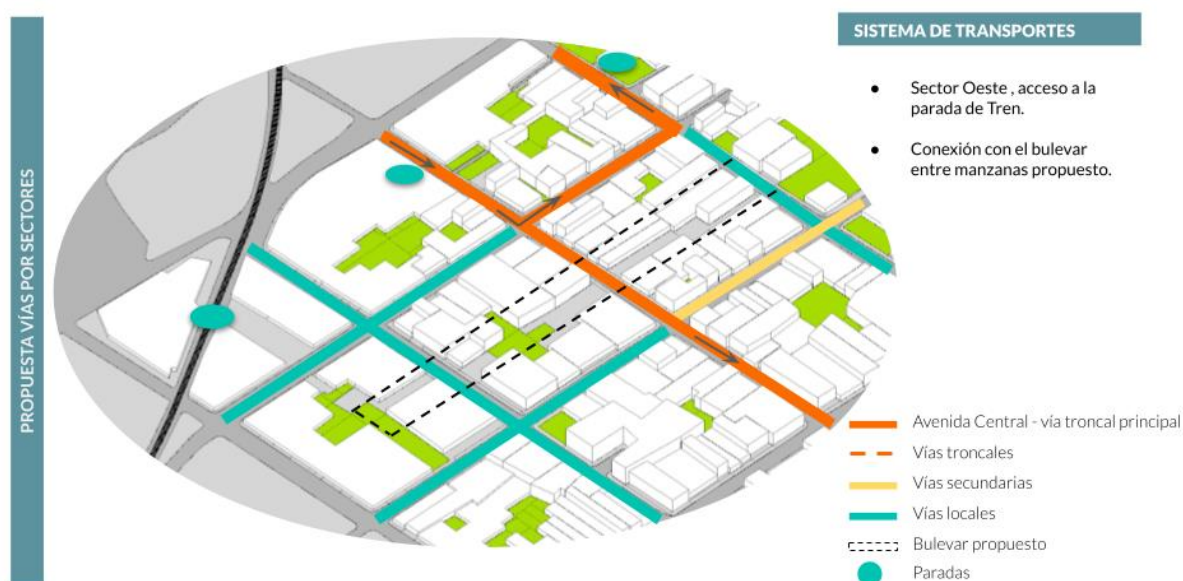 PROPUESTA VÍAS POR SECTORES
SISTEMA DE TRANSPORTES
● Sector Oeste , acceso a la
parada de Tren.
● Conexión con el bulevar
entre manzanas propuesto.
Avenida Central - vía troncal principal
Vías troncales
Vías secundarias
Vías locales
Bulevar propuesto
Paradas